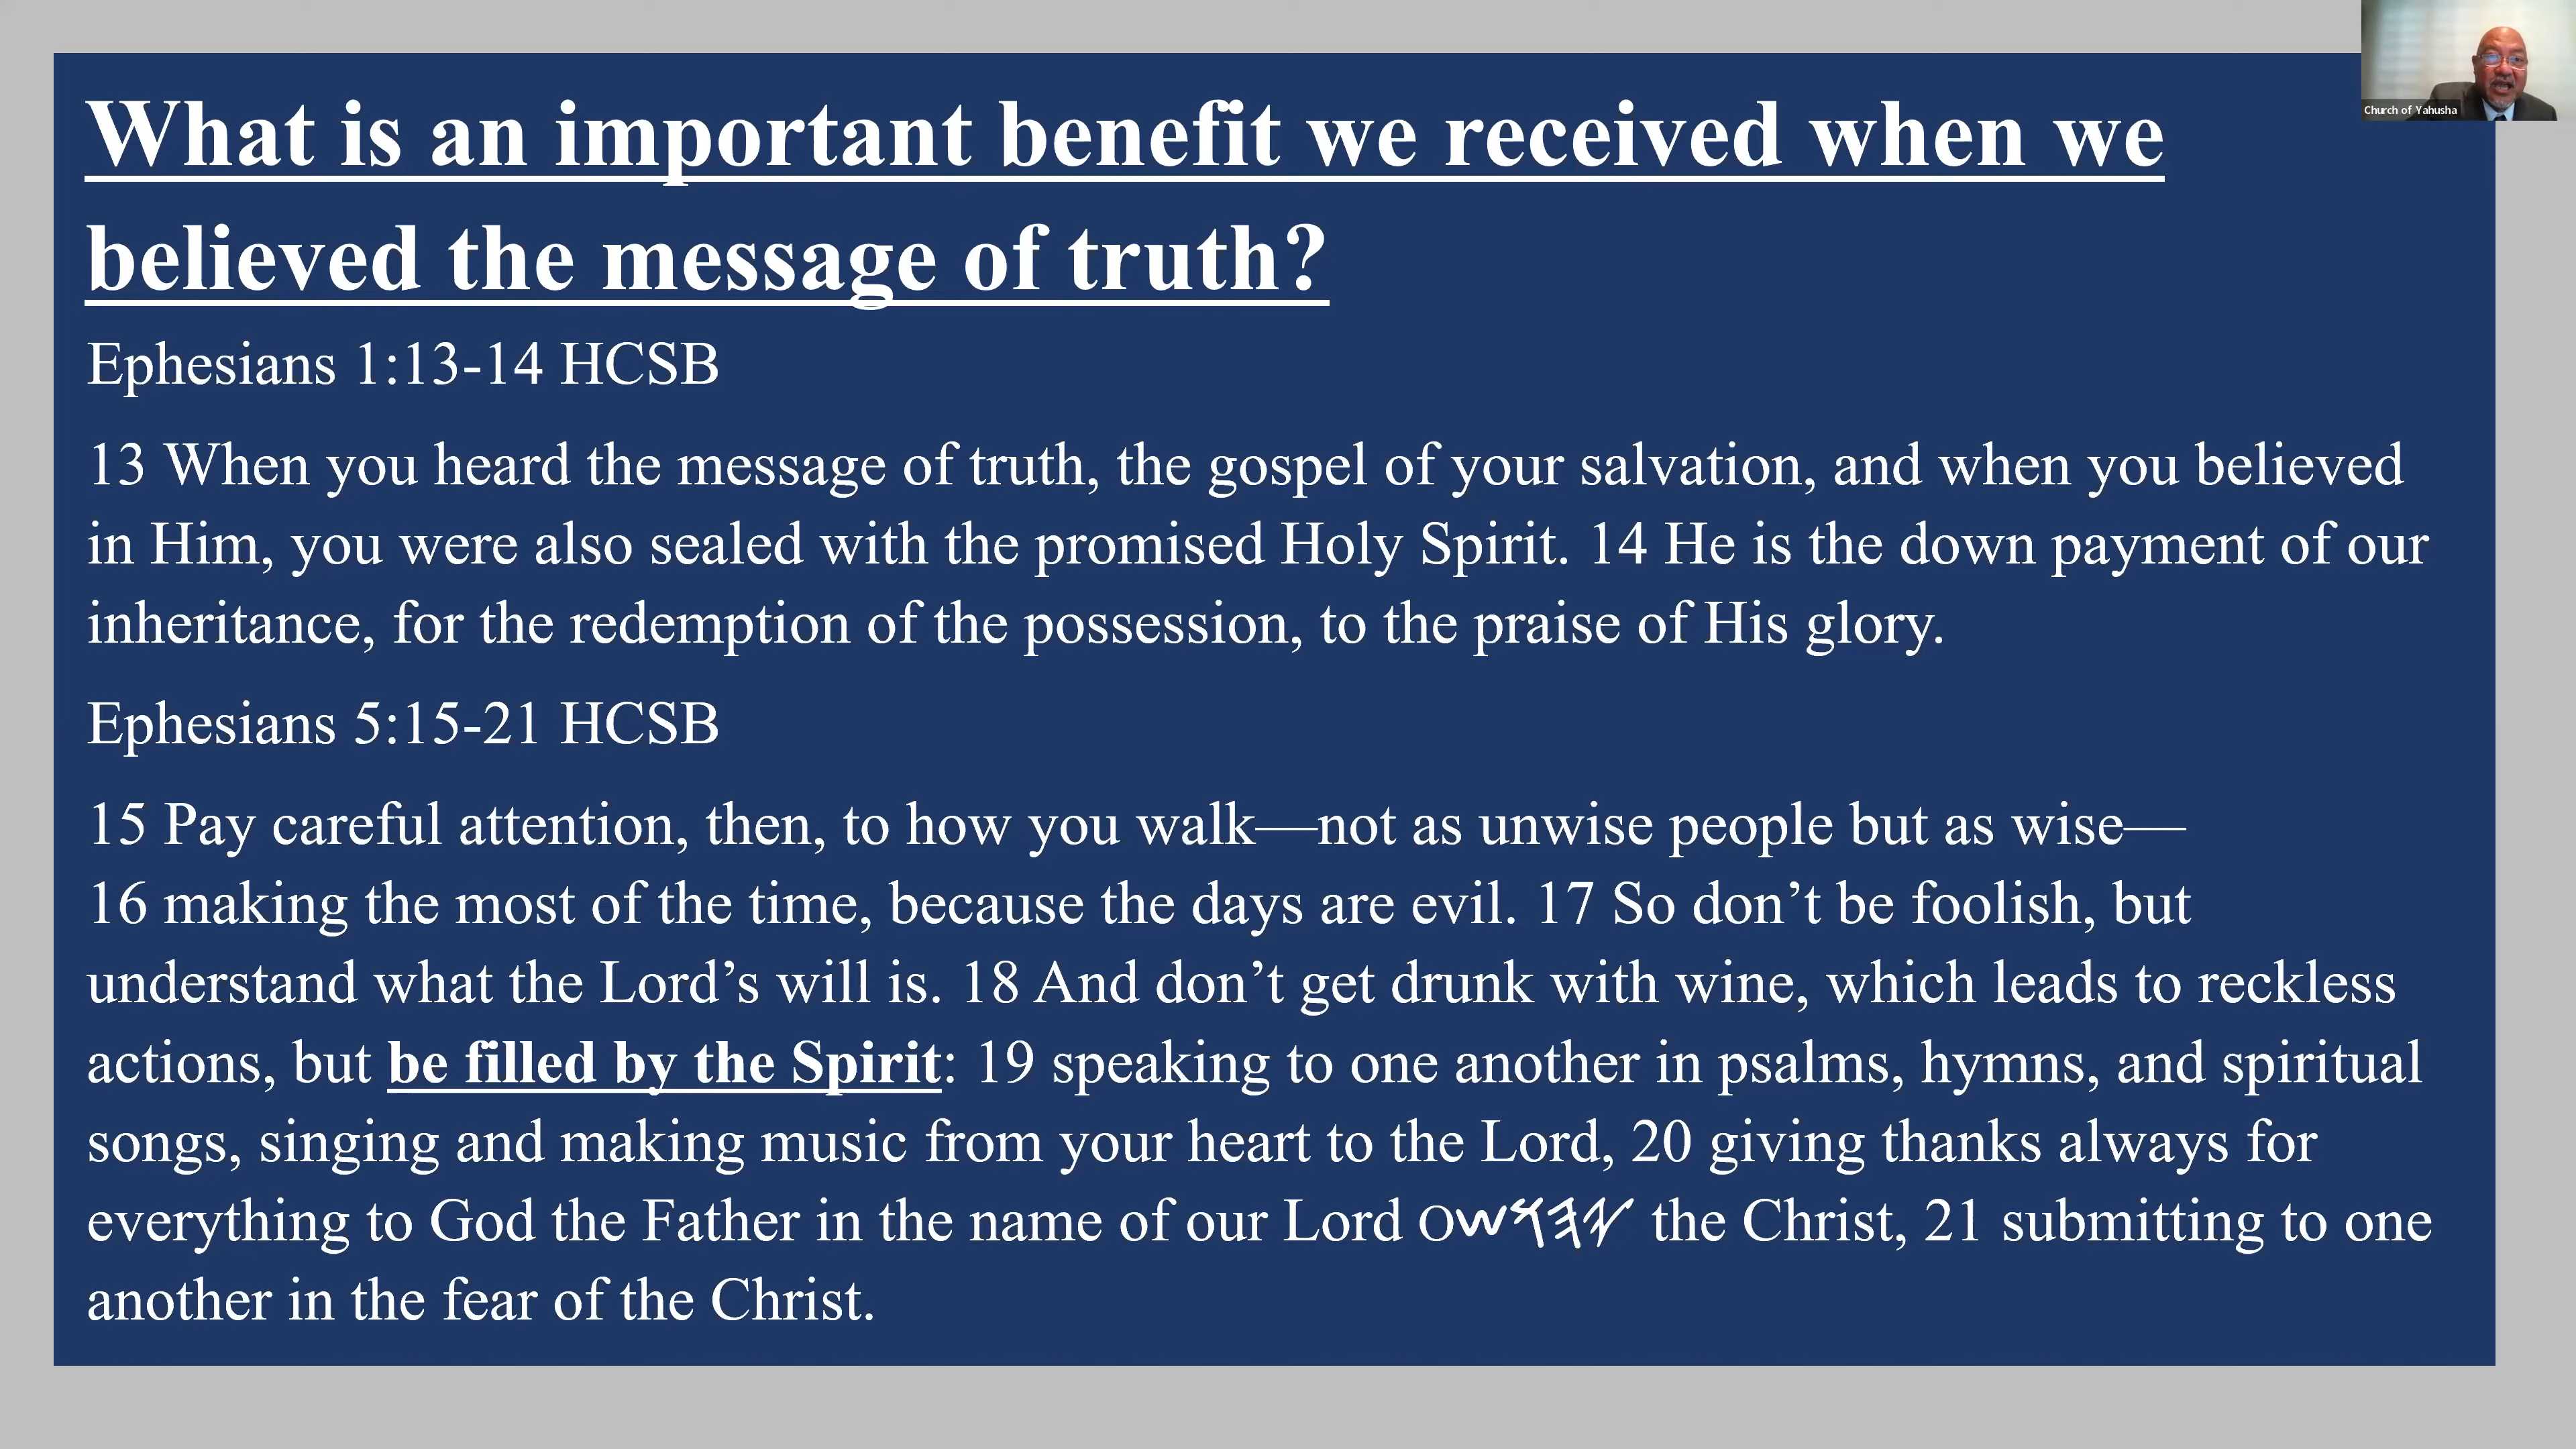 What is an important benefit we received when we
believed the message of truth?
Ephesians 1:13-14 HCSB
13 When you heard the message of truth, the gospel of your salvation, and when you believed
in Him, you were also sealed with the promised Holy Spirit. 14 He is the down payment of our
inheritance, for the redemption of the possession, to the praise of His glory.
Ephesians 5:15-21 HCSB
15 Pay careful attention, then, to how you walk—not as unwise people but as wise—
16 making the most of the time, because the days are evil. 17 So don’t be foolish, but
understand what the Lord’s will is. 18 And don’t get drunk with wine, which leads to reckless
actions, but be filled by the Spirit: 19 speaking to one another in psalms, hymns, and spiritual
songs, singing and making music from your heart to the Lord, 20 giving thanks always for
everything to God the Father in the name of our Lord 𐤉𐤄𐤅𐤔𐤏 the Christ, 21 submitting to one
another in the fear of the Christ.
Church of Yahusha